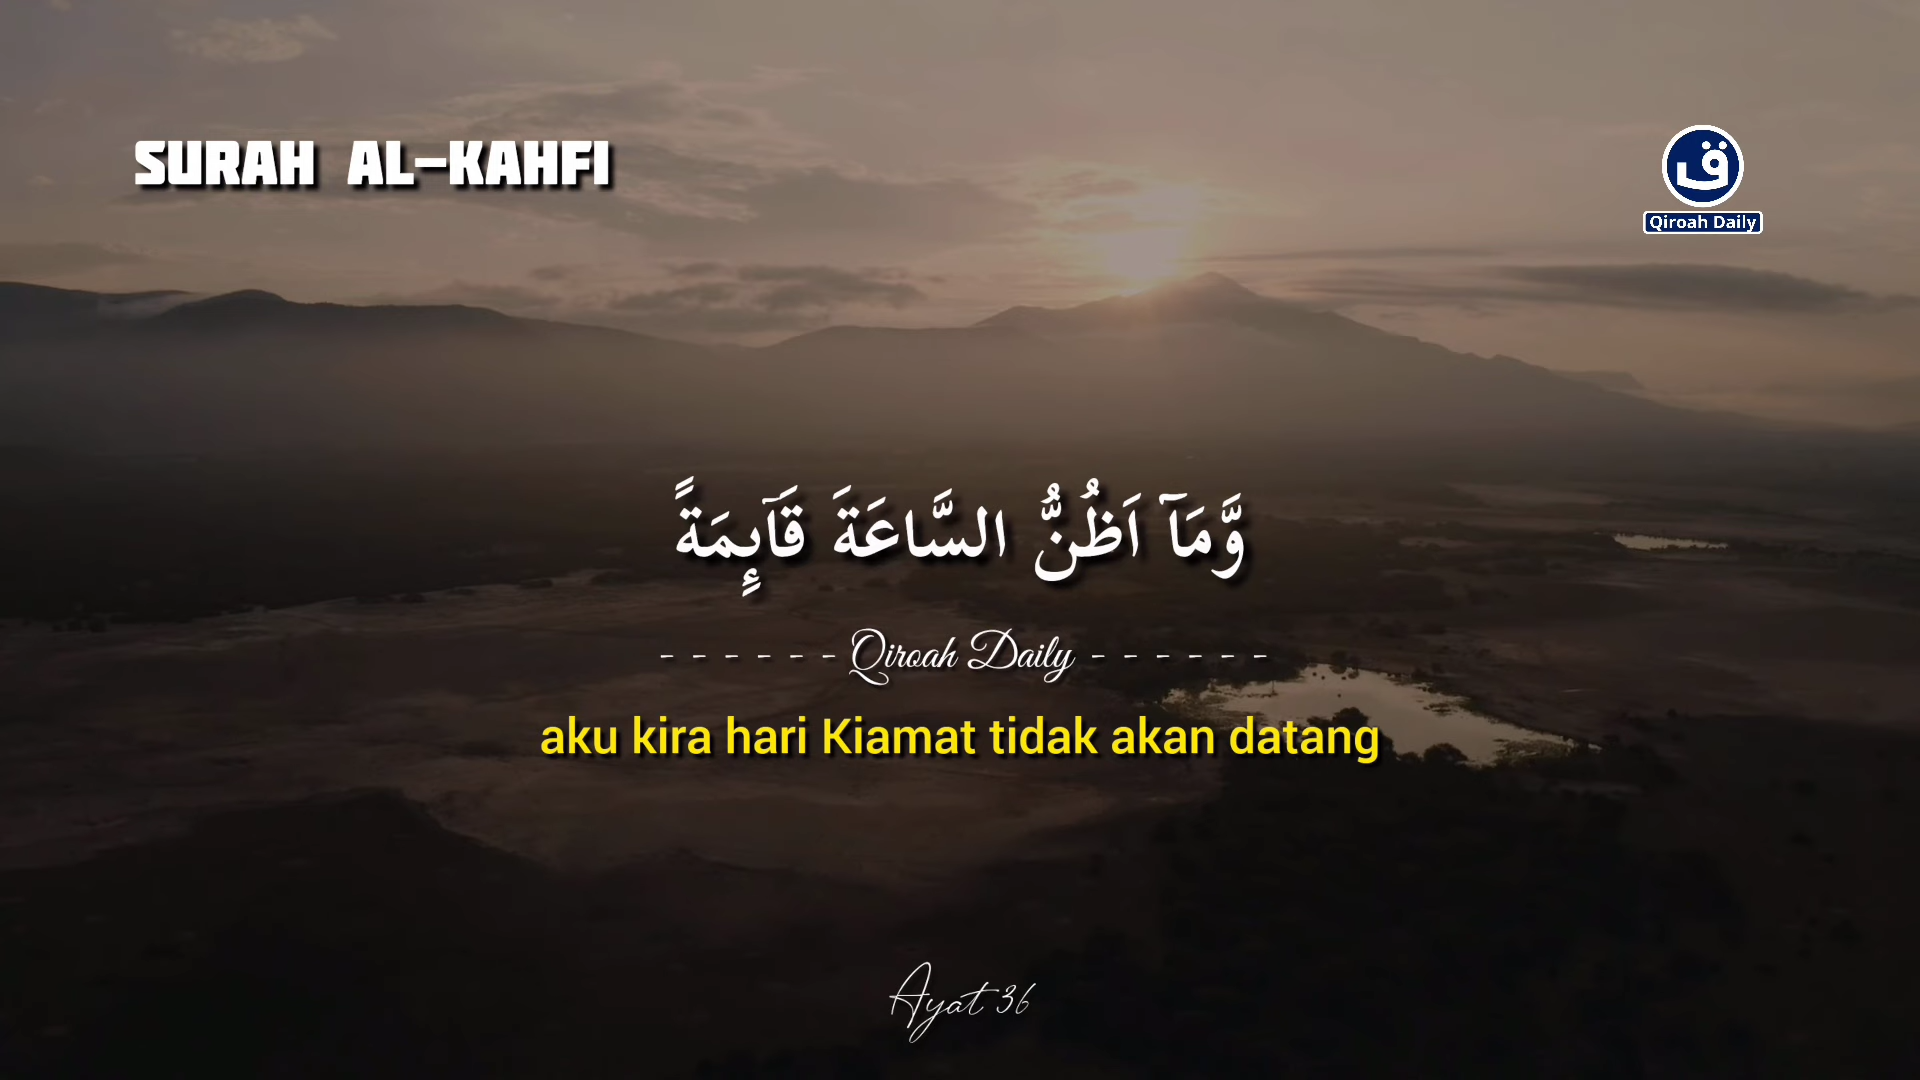 SURAH AL-KAHFI
ق
Qiroah Daily
وَّمَآ اَظُنُّ السَّاعَةَ قَاۤىِٕمَةً
- - - - - - Qiroah Daily - - - - - -
aku kira hari Kiamat tidak akan datang
Ayat 36